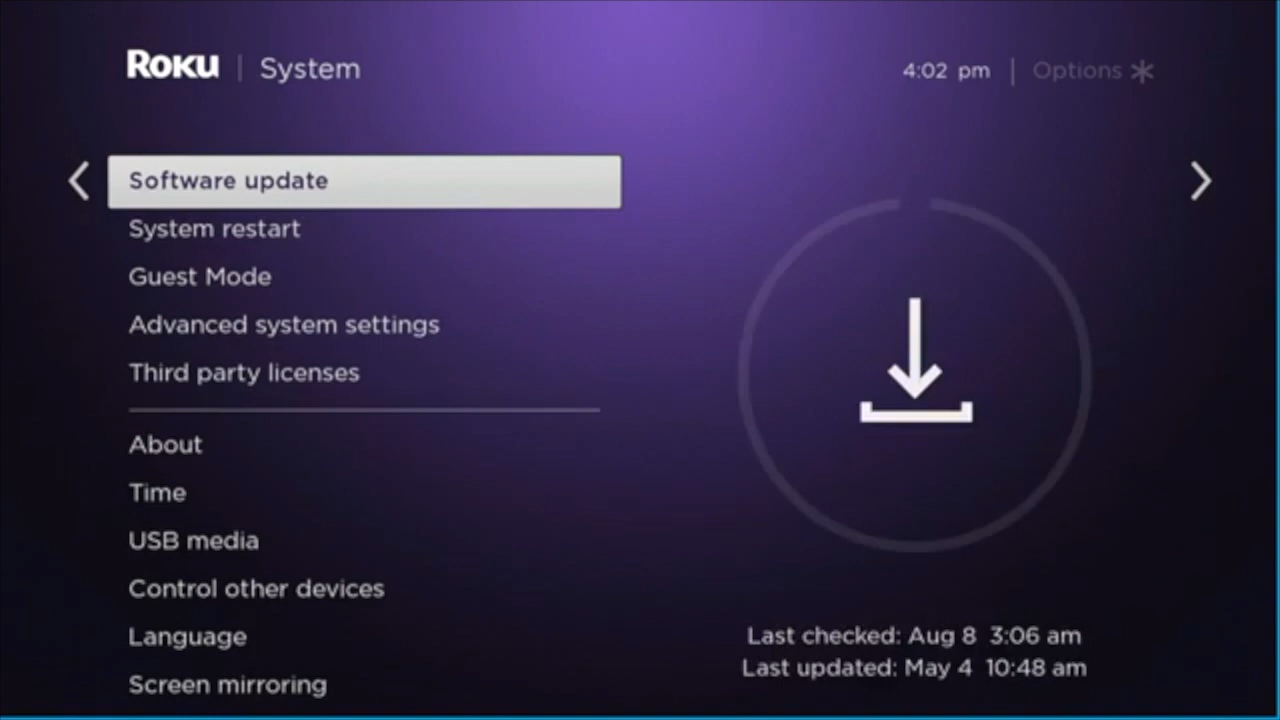 Roku | System
4:02 pm | Options
Software update
System restart
Guest Mode
Advanced system settings
Third party licenses
About
Time
USB media
Control other devices
Language
Screen mirroring
Last checked: Aug 8 3:06 am
Last updated: May 4 10:48 am